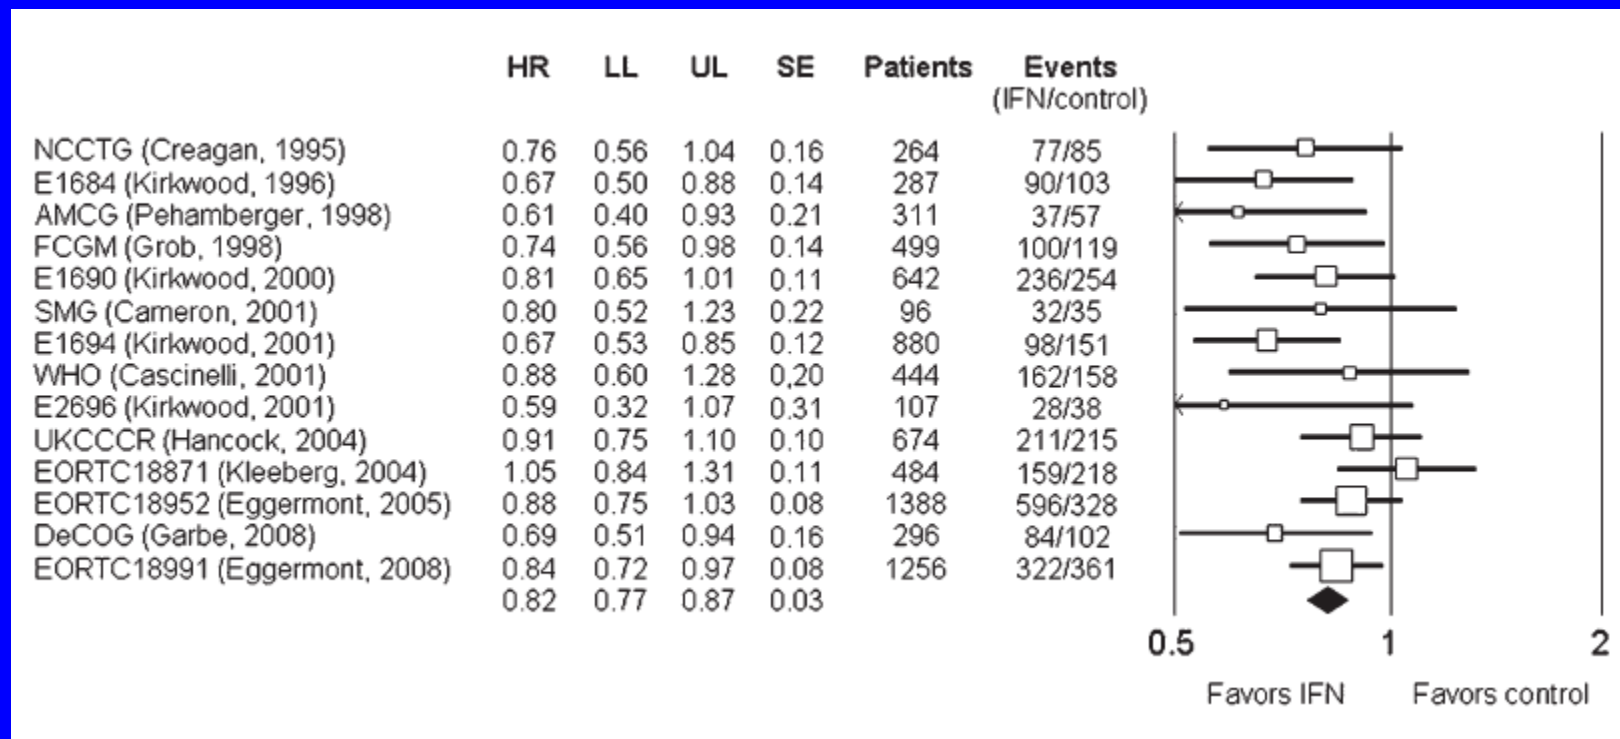 HR LL UL SE Patients Events
(IFN/control)
NCCTG (Creagan, 1995) 0.76 0.56 1.04 0.16 264 77/85
E1684 (Kirkwood, 1996) 0.67 0.50 0.88 0.14 287 90/103
AMCG (Pehamberger, 1998) 0.61 0.40 0.93 0.21 311 37/57
FCGM (Grob, 1998) 0.74 0.56 0.98 0.14 499 100/119
E1690 (Kirkwood, 2000) 0.81 0.65 1.01 0.11 642 236/254
SMG (Cameron, 2001) 0.80 0.52 1.23 0.22 96 32/35
E1694 (Kirkwood, 2001) 0.67 0.53 0.85 0.12 880 98/151
WHO (Cascinelli, 2001) 0.88 0.60 1.28 0,20 444 162/158
E2696 (Kirkwood, 2001) 0.59 0.32 1.07 0.31 107 28/38
UKCCCR (Hancock, 2004) 0.91 0.75 1.10 0.10 674 211/215
EORTC18871 (Kleeberg, 2004) 1.05 0.84 1.31 0.11 484 159/218
EORTC18952 (Eggermont, 2005) 0.88 0.75 1.03 0.08 1388 596/328
DeCOG (Garbe, 2008) 0.69 0.51 0.94 0.16 296 84/102
EORTC18991 (Eggermont, 2008) 0.84 0.72 0.97 0.08 1256 322/361
0.82 0.77 0.87 0.03
0.5 1 2
Favors IFN Favors control